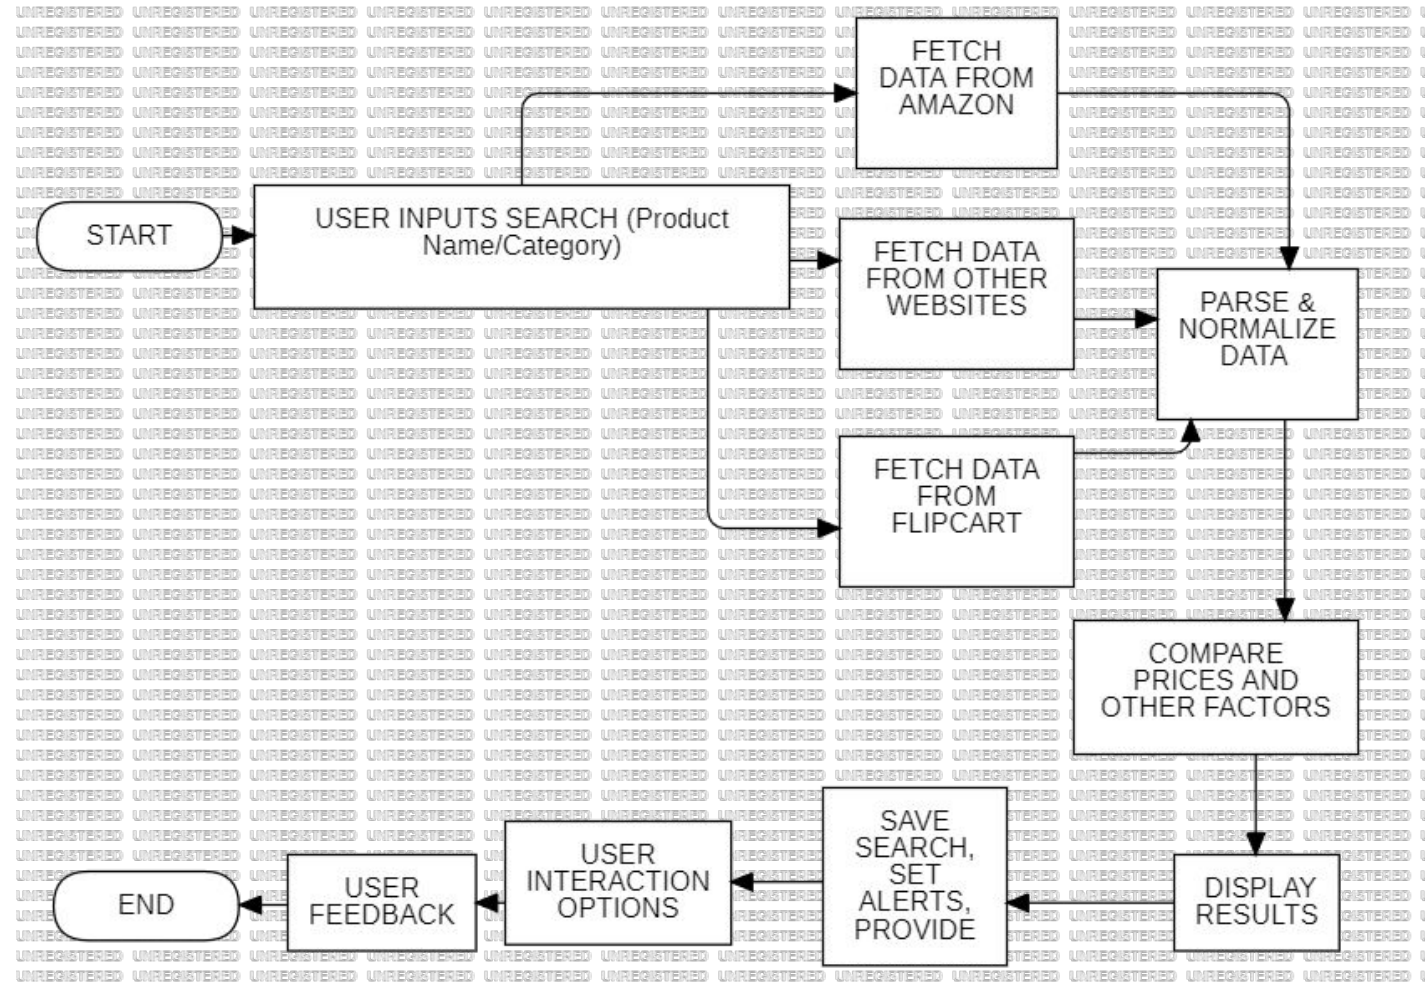 FETCH
DATA FROM
AMAZON
START
USER INPUTS SEARCH (Product
Name/Category)
FETCH DATA
FROM OTHER
WEBSITES
PARSE &
NORMALIZE
DATA
FETCH DATA
FROM
FLIPCART
COMPARE
PRICES AND
OTHER FACTORS
DISPLAY
RESULTS
SAVE
SEARCH,
SET
ALERTS,
PROVIDE
USER
INTERACTION
OPTIONS
USER
FEEDBACK
END
UNREGISTERED